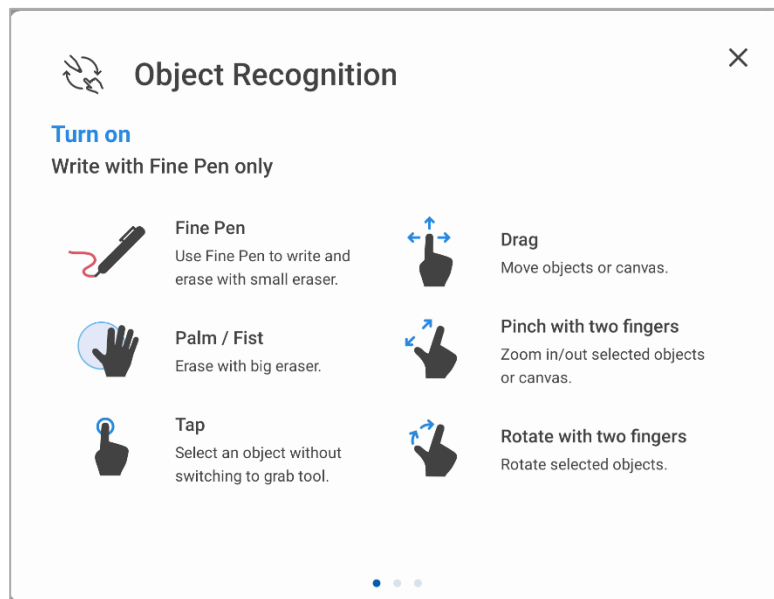 Object Recognition
Turn on
Write with Fine Pen only
Fine Pen
Use Fine Pen to write and
erase with small eraser.
Palm / Fist
Erase with big eraser.
Tap
Select an object without
switching to grab tool.
Drag
Move objects or canvas.
Pinch with two fingers
Zoom in/out selected objects
or canvas.
Rotate with two fingers
Rotate selected objects.